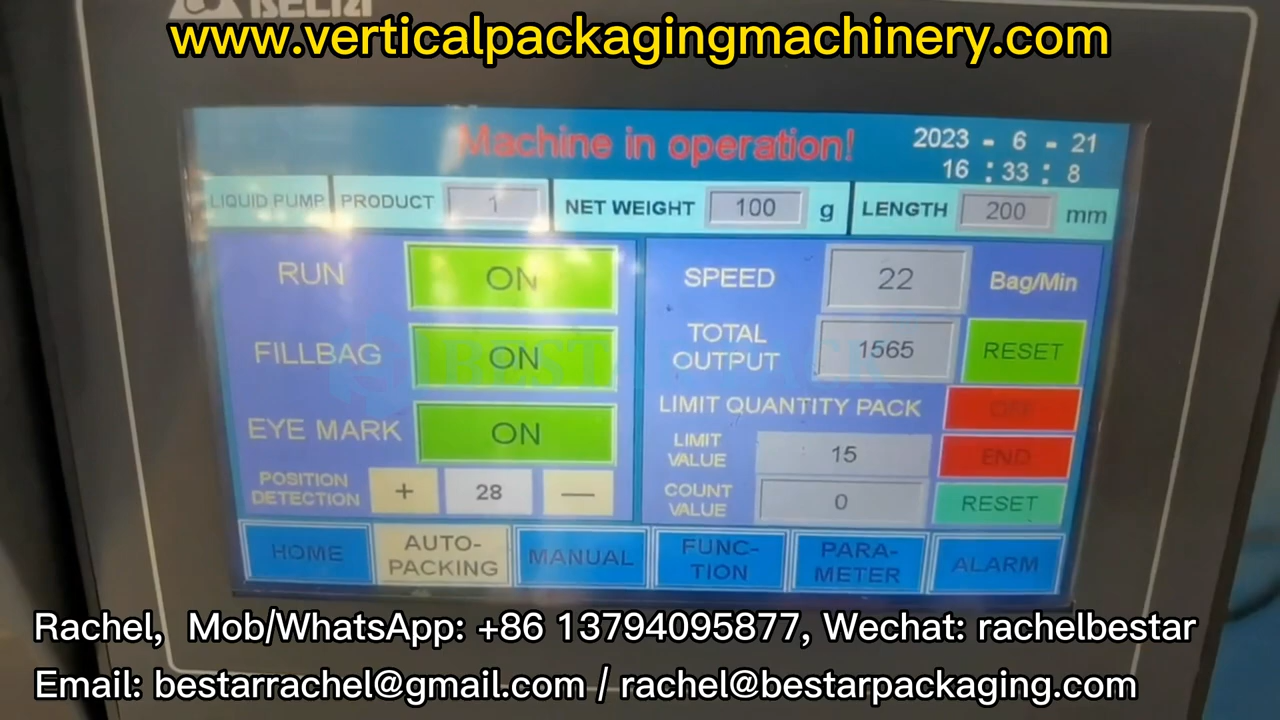 www.verticalpackagingmachinery.com
Machine in operation!
2023 - 6 - 21
16 : 33 : 8
LIQUID PUMP PRODUCT 1 NET WEIGHT 100 g LENGTH 200 mm
RUN ON
FILLBAG ON
EYE MARK ON
POSITION
DETECTION + 28 —
SPEED 22 Bag/Min
TOTAL
OUTPUT 1565 RESET
LIMIT QUANTITY PACK OFF
LIMIT
VALUE 15 END
COUNT
VALUE 0 RESET
HOME
AUTO-
PACKING
MANUAL
FUNC-
TION
PARA-
METER
ALARM
Rachel, Mob/WhatsApp: +86 13794095877, Wechat: rachelbestar
Email: bestarrachel@gmail.com / rachel@bestarpackaging.com